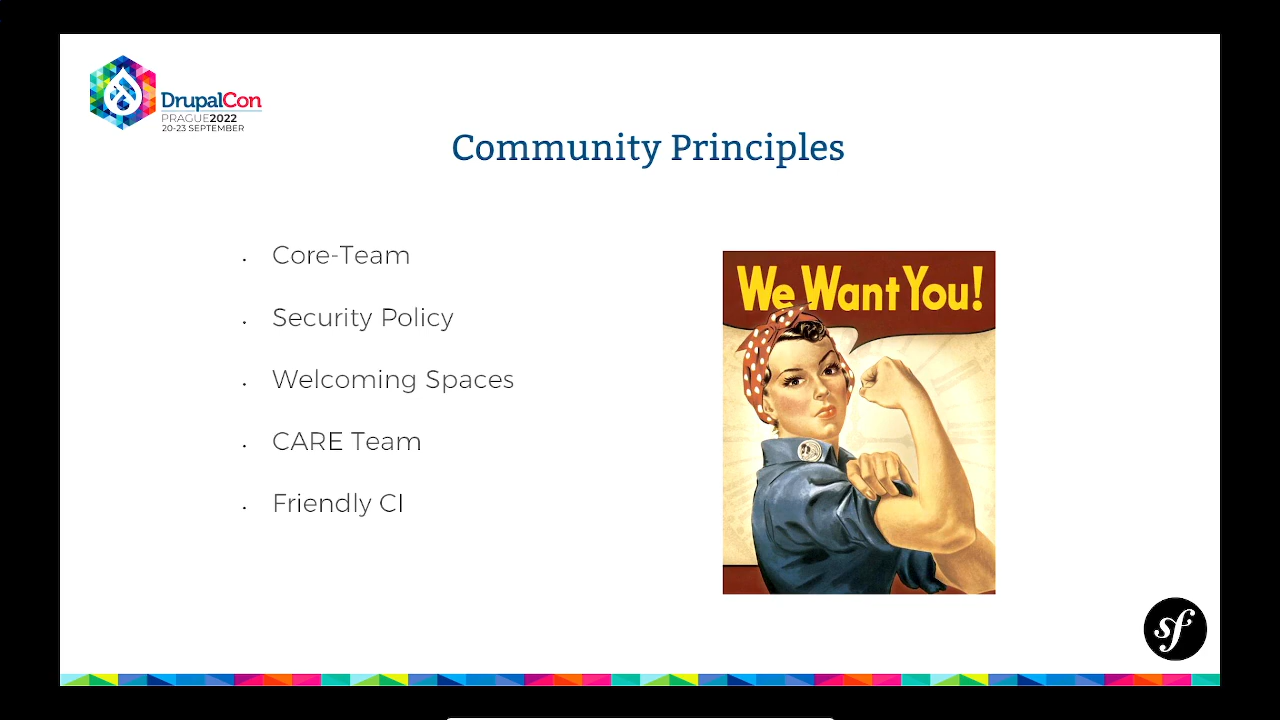 DrupalCon
PRAGUE2022
20-23 SEPTEMBER
Community Principles
Core-Team
Security Policy
Welcoming Spaces
CARE Team
Friendly CI
We Want You!
sf